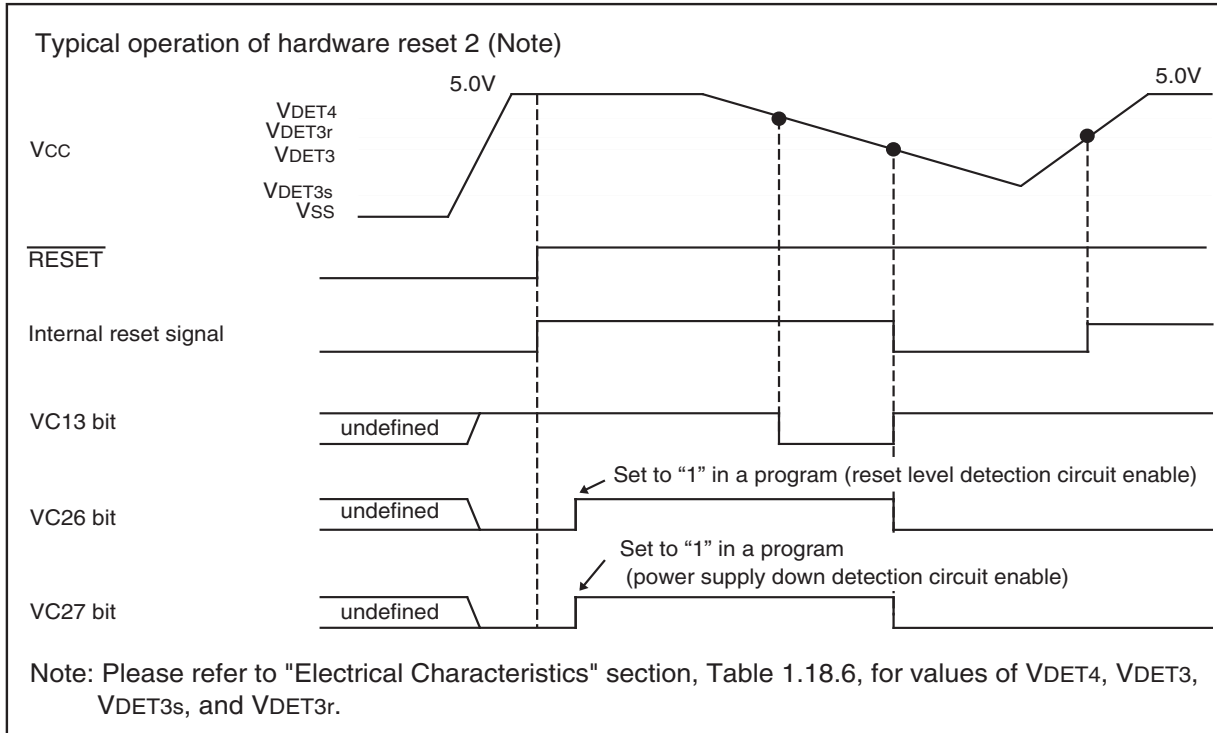 Typical operation of hardware reset 2 (Note)
5.0V
5.0V
VDET4
VDET3r
VCC
VDET3
VDET3s
VSS
RESET
Internal reset signal
VC13 bit
undefined
Set to “1” in a program (reset level detection circuit enable)
VC26 bit
undefined
Set to “1” in a program
(power supply down detection circuit enable)
VC27 bit
undefined
Note: Please refer to "Electrical Characteristics" section, Table 1.18.6, for values of VDET4, VDET3,
VDET3s, and VDET3r.